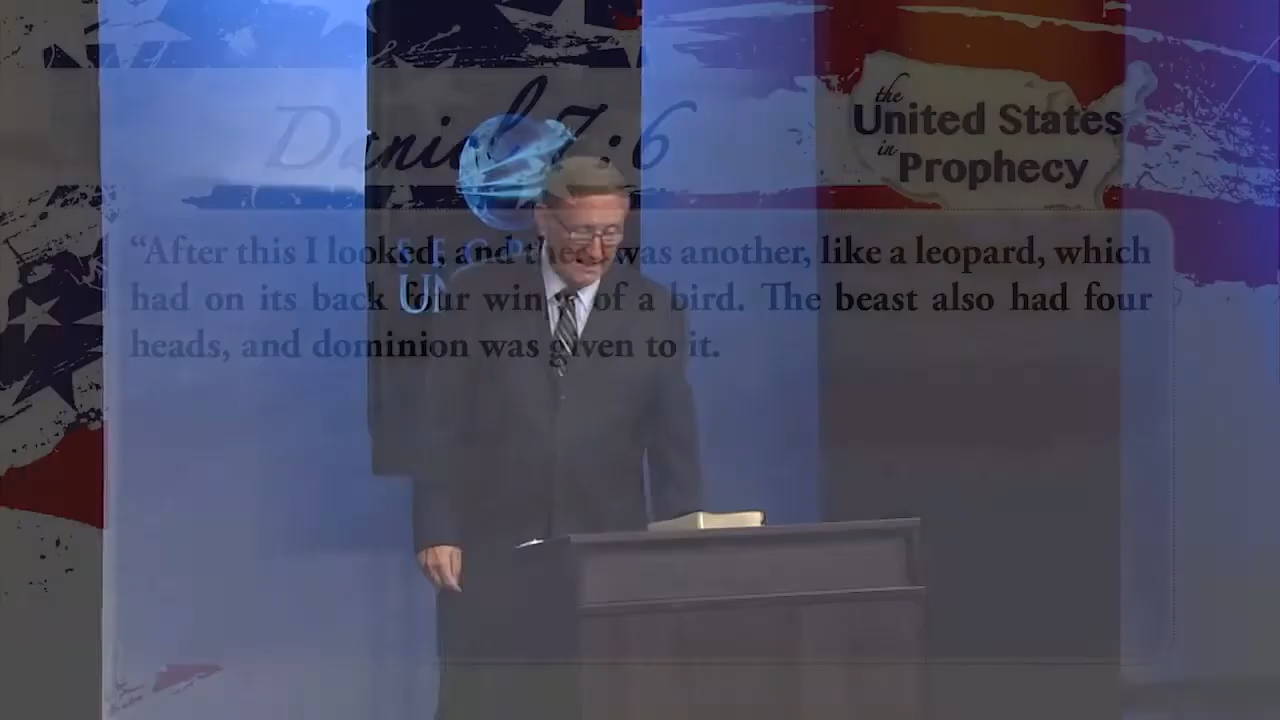 Daniel 7:6
the
United States
in
Prophecy
“After this I looked, and there was another, like a leopard, which
had on its back four wings of a bird. The beast also had four
heads, and dominion was given to it.